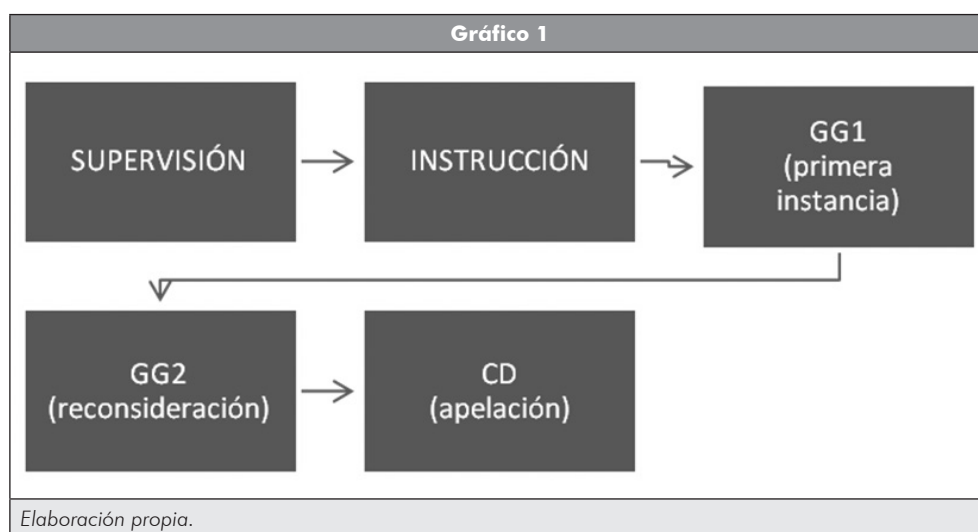 Gráfico 1
SUPERVISIÓN
INSTRUCCIÓN
GG1
(primera
instancia)
GG2
(reconsideración)
CD
(apelación)
Elaboración propia.